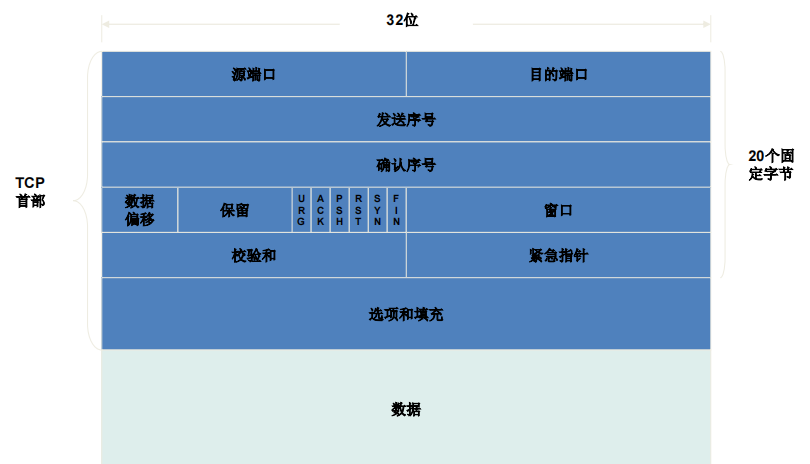 32位
源端口
目的端口
发送序号
确认序号
20个固
定字节
TCP
首部
数据
偏移
保留
URG
ACK
PSH
RST
SYN
FIN
窗口
校验和
紧急指针
选项和填充
数据